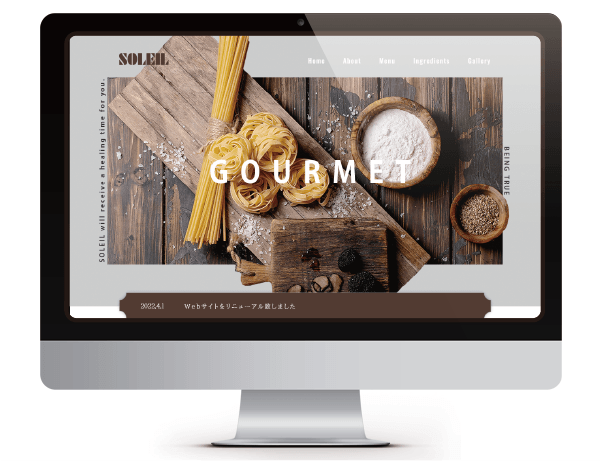 SOLEIL
Home About Menu Ingredients Gallery
SOLEIL will receive a healing time for you.
GOURMET
BEING TRUE
2022.4.1 Webサイトをリニューアル致しました